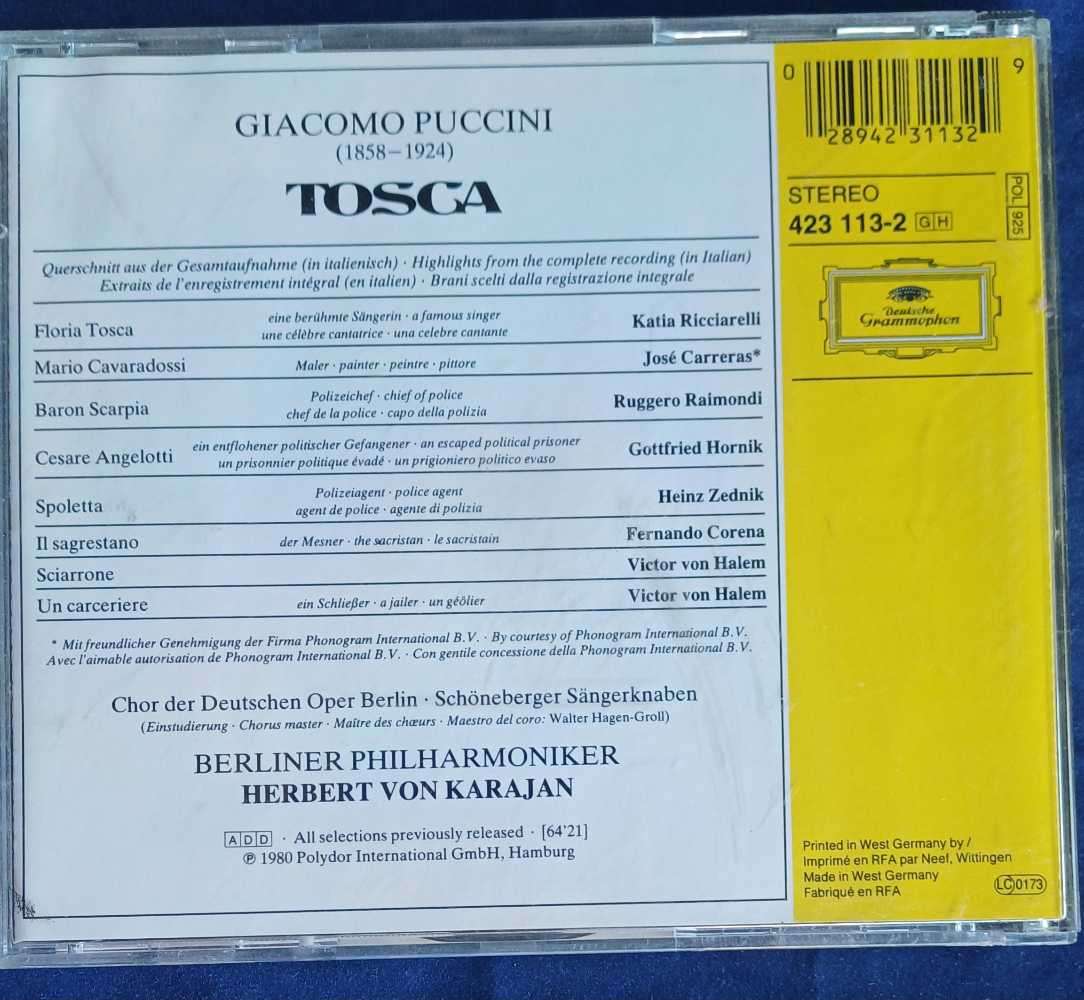 GIACOMO PUCCINI
(1858–1924)
TOSCA
Querschnitt aus der Gesamtaufnahme (in italienisch) · Highlights from the complete recording (in Italian)
Extraits de l'enregistrement intégral (en italien) · Brani scelti dalla registrazione integrale
Floria Tosca eine berühmte Sängerin · a famous singer Katia Ricciarelli
une célèbre cantatrice · una celebre cantante
Mario Cavaradossi Maler · painter · peintre · pittore José Carreras*
Baron Scarpia Polizeichef · chief of police Ruggero Raimondi
chef de la police · capo della polizia
Cesare Angelotti ein entflohener politischer Gefangener · an escaped political prisoner Gottfried Hornik
un prisonnier politique évadé · un prigioniero politico evaso
Spoletta Polizeiagent · police agent Heinz Zednik
agent de police · agente di polizia
Il sagrestano der Mesner · the sacristan · le sacristain Fernando Corena
Sciarrone Victor von Halem
Un carceriere ein Schließer · a jailer · un géôlier Victor von Halem
* Mit freundlicher Genehmigung der Firma Phonogram International B.V. · By courtesy of Phonogram International B.V.
Avec l'aimable autorisation de Phonogram International B.V. · Con gentile concessione della Phonogram International B.V.
Chor der Deutschen Oper Berlin · Schöneberger Sängerknaben
(Einstudierung · Chorus master · Maître des chœurs · Maestro del coro: Walter Hagen-Groll)
BERLINER PHILHARMONIKER
HERBERT VON KARAJAN
ADD · All selections previously released · [64'21]
℗ 1980 Polydor International GmbH, Hamburg
0 28942 31132 9
STEREO
423 113-2 GH
POL 925
Deutsche
Grammophon
Printed in West Germany by /
Imprimé en RFA par Neef, Wittingen
Made in West Germany
Fabriqué en RFA
LC 0173